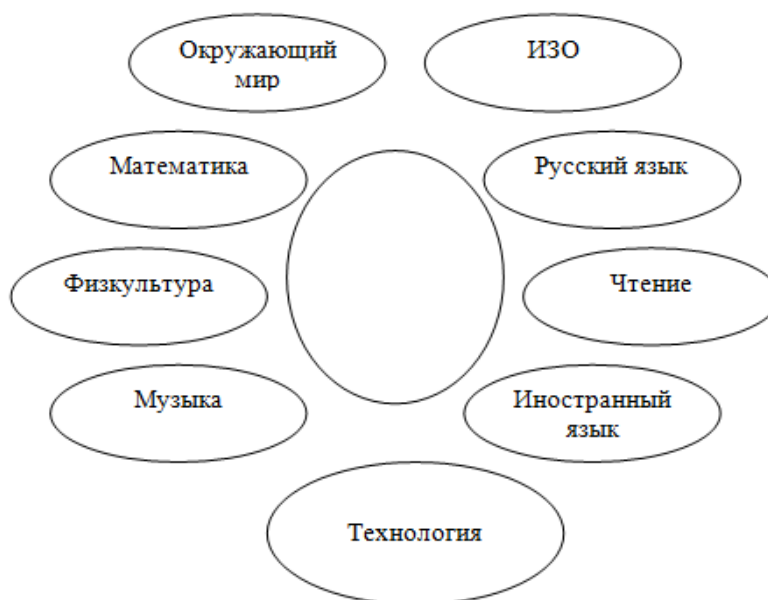 Окружающий
мир
ИЗО
Математика
Русский язык
Физкультура
Чтение
Музыка
Иностранный
язык
Технология